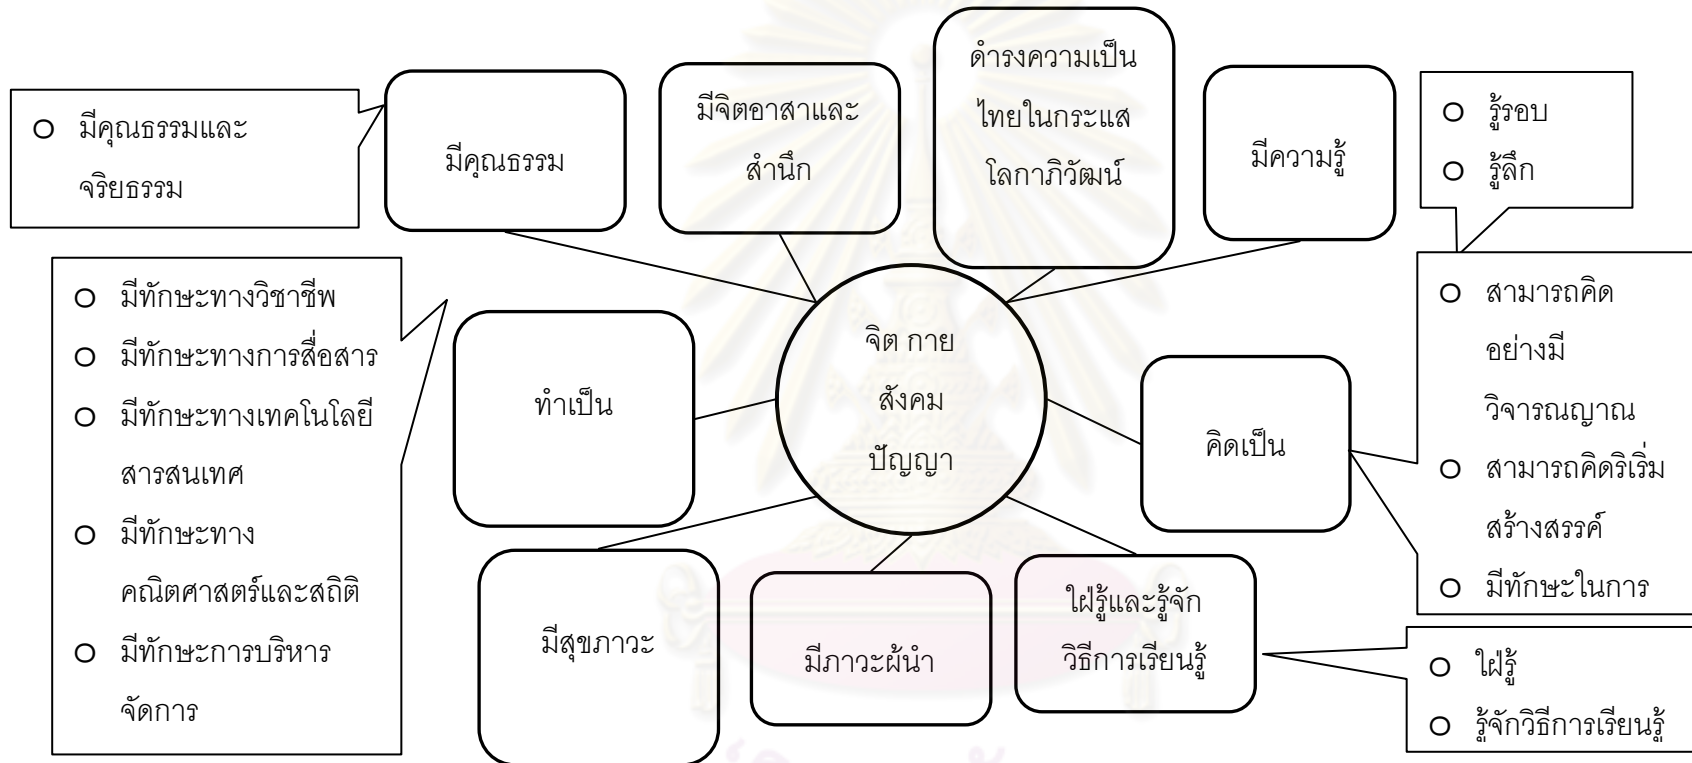 มีคุณธรรมและ
จริยธรรม
มีคุณธรรม
มีจิตอาสาและ
สำนึก
ดำรงความเป็น
ไทยในกระแส
โลกาภิวัฒน์
มีความรู้
รู้รอบ
รู้ลึก
มีทักษะทางวิชาชีพ
มีทักษะทางการสื่อสาร
มีทักษะทางเทคโนโลยี
สารสนเทศ
มีทักษะทาง
คณิตศาสตร์และสถิติ
มีทักษะการบริหาร
จัดการ
ทำเป็น
จิต กาย
สังคม
ปัญญา
คิดเป็น
สามารถคิด
อย่างมี
วิจารณญาณ
สามารถคิดริเริ่ม
สร้างสรรค์
มีทักษะในการ
มีสุขภาวะ
มีภาวะผู้นำ
ใฝ่รู้และรู้จัก
วิธีการเรียนรู้
ใฝ่รู้
รู้จักวิธีการเรียนรู้